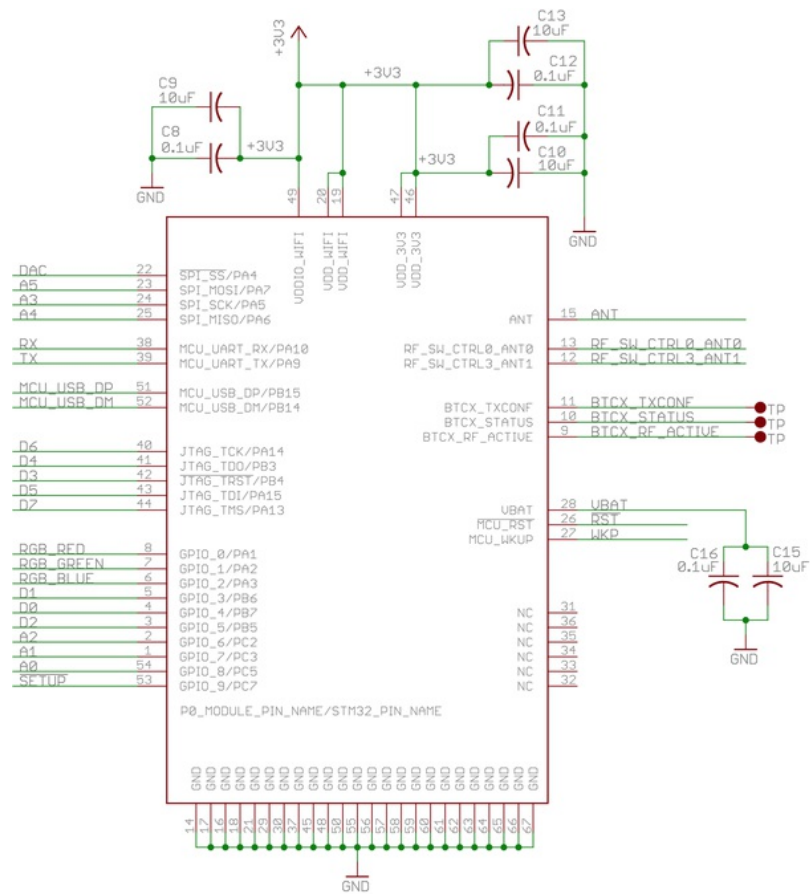 +3V3
C13
10uF
C12
0.1uF
+3V3
C9
10uF
C8
0.1uF
+3V3
C11
0.1uF
+3V3
C10
10uF
GND
GND
49
20
19
47
46
VDDIO_WIFI
VDD_WIFI
VDD_WIFI
VDD_3V3
VDD_3V3
DAC 22 SPI_SS/PA4
A5 23 SPI_MOSI/PA7
A3 24 SPI_SCK/PA5
A4 25 SPI_MISO/PA6
RX 38 MCU_UART_RX/PA10
TX 39 MCU_UART_TX/PA9
MCU_USB_DP 51 MCU_USB_DP/PB15
MCU_USB_DM 52 MCU_USB_DM/PB14
D6 40 JTAG_TCK/PA14
D4 41 JTAG_TDO/PB3
D3 42 JTAG_TRST/PB4
D5 43 JTAG_TDI/PA15
D7 44 JTAG_TMS/PA13
RGB_RED 8 GPIO_0/PA1
RGB_GREEN 7 GPIO_1/PA2
RGB_BLUE 6 GPIO_2/PA3
D1 5 GPIO_3/PB6
D0 4 GPIO_4/PB7
D2 3 GPIO_5/PB5
A2 2 GPIO_6/PC2
A1 1 GPIO_7/PC3
A0 54 GPIO_8/PC5
SETUP 53 GPIO_9/PC7
ANT 15 ANT
RF_SW_CTRL0_ANT0 13 RF_SW_CTRL0_ANT0
RF_SW_CTRL3_ANT1 12 RF_SW_CTRL3_ANT1
BTCX_TXCONF 11 BTCX_TXCONF TP
BTCX_STATUS 10 BTCX_STATUS TP
BTCX_RF_ACTIVE 9 BTCX_RF_ACTIVE TP
VBAT 28 VBAT
MCU_RST 26 RST
MCU_WKUP 27 WKP
C16
0.1uF
C15
10uF
GND
NC 31
NC 36
NC 35
NC 34
NC 33
NC 32
P0_MODULE_PIN_NAME/STM32_PIN_NAME
GND GND GND GND GND GND GND GND GND GND GND GND GND GND GND GND GND GND GND GND GND GND GND GND
14 17 16 18 21 29 30 37 45 48 50 55 56 57 58 59 60 61 62 63 64 65 66 67
GND